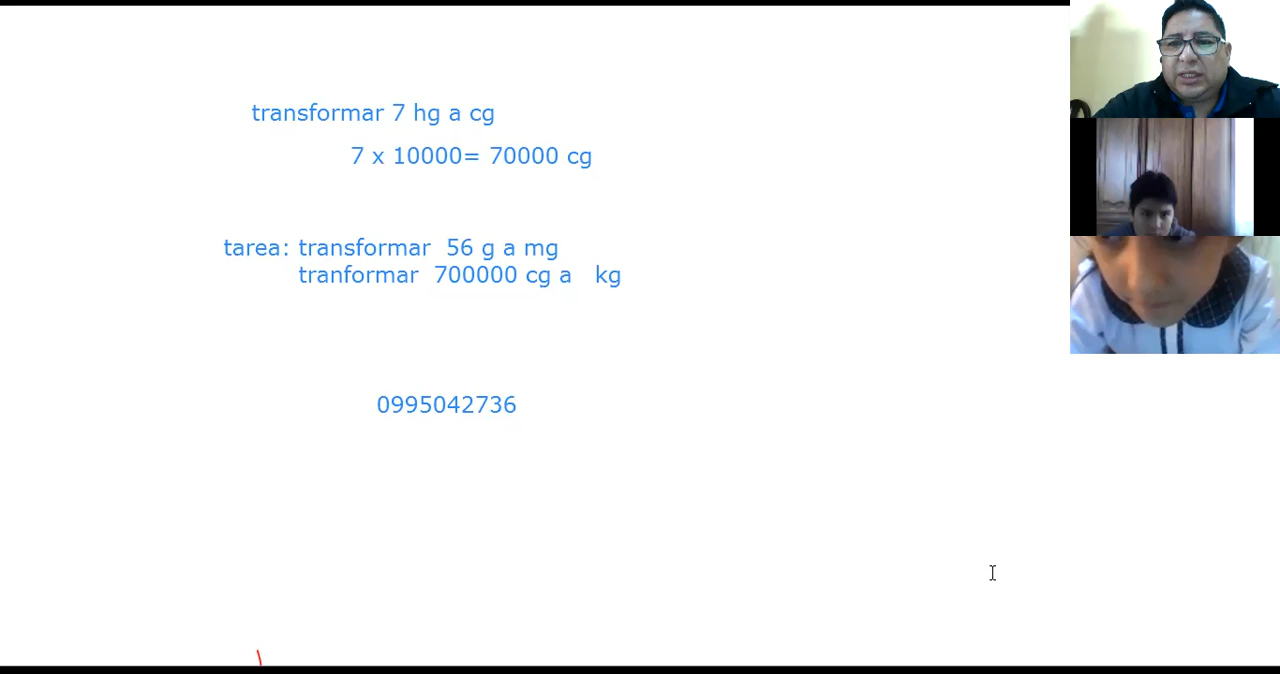 transformar 7 hg a cg
7 x 10000= 70000 cg
tarea: transformar 56 g a mg
tranformar 700000 cg a kg
0995042736